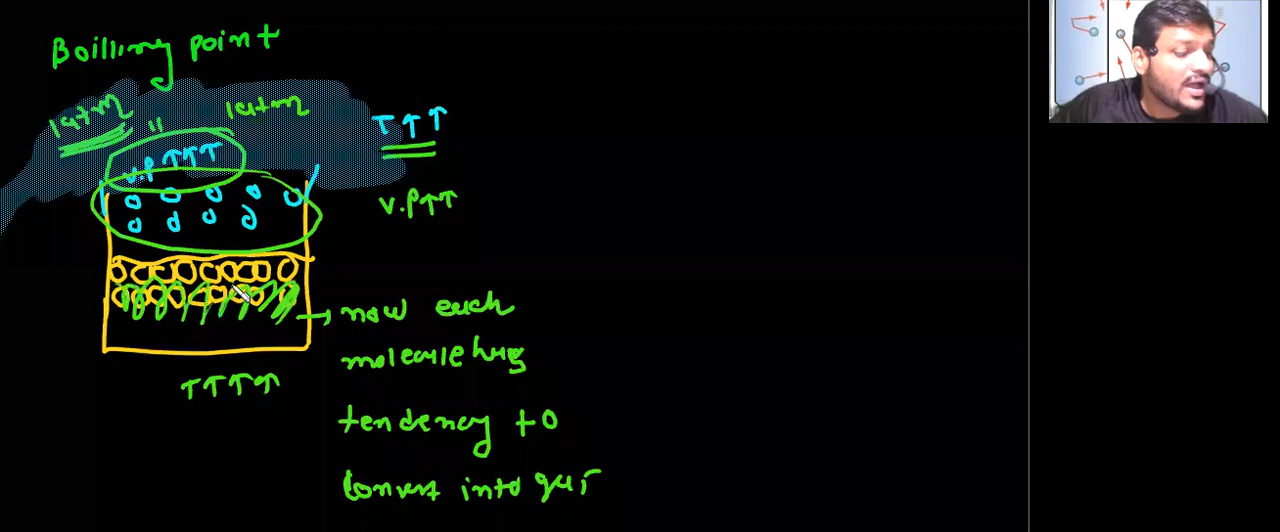 Boilling point
1atm
1atm
"
V.P ↑↑↑
T ↑ ↑
V.P↑↑
→ now each
molecule has
tendency to
Convert into gas
T↑↑↑